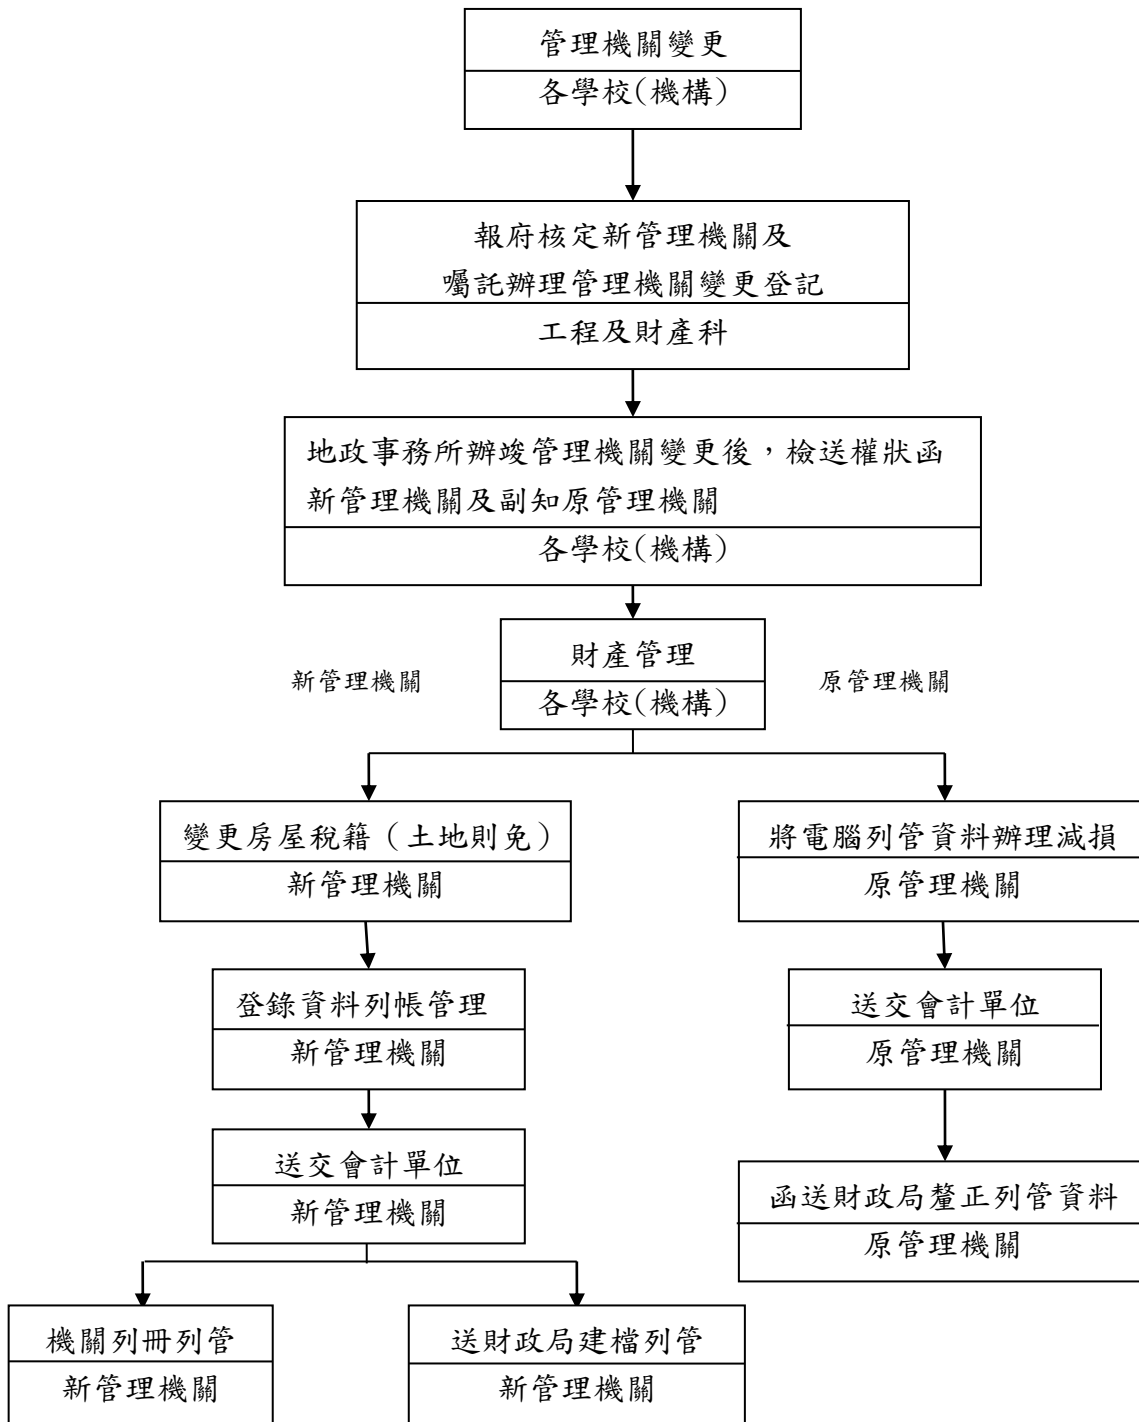 管理機關變更
各學校(機構)
報府核定新管理機關及
囑託辦理管理機關變更登記
工程及財產科
地政事務所辦竣管理機關變更後，檢送權狀函
新管理機關及副知原管理機關
各學校(機構)
財產管理
各學校(機構)
新管理機關
原管理機關
變更房屋稅籍（土地則免）
新管理機關
將電腦列管資料辦理減損
原管理機關
登錄資料列帳管理
新管理機關
送交會計單位
原管理機關
送交會計單位
新管理機關
函送財政局釐正列管資料
原管理機關
機關列冊列管
新管理機關
送財政局建檔列管
新管理機關